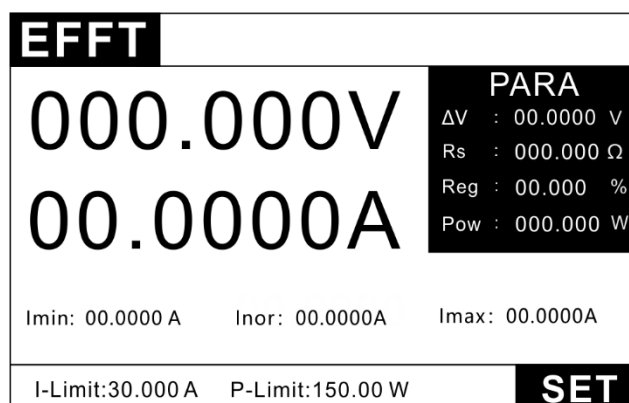 EFFT
000.000V
00.0000A
PARA
ΔV : 00.0000 V
Rs : 000.000 Ω
Reg : 00.000 %
Pow : 000.000 W
Imin: 00.0000 A Inor: 00.0000A Imax: 00.0000A
I-Limit:30.000 A P-Limit:150.00 W SET